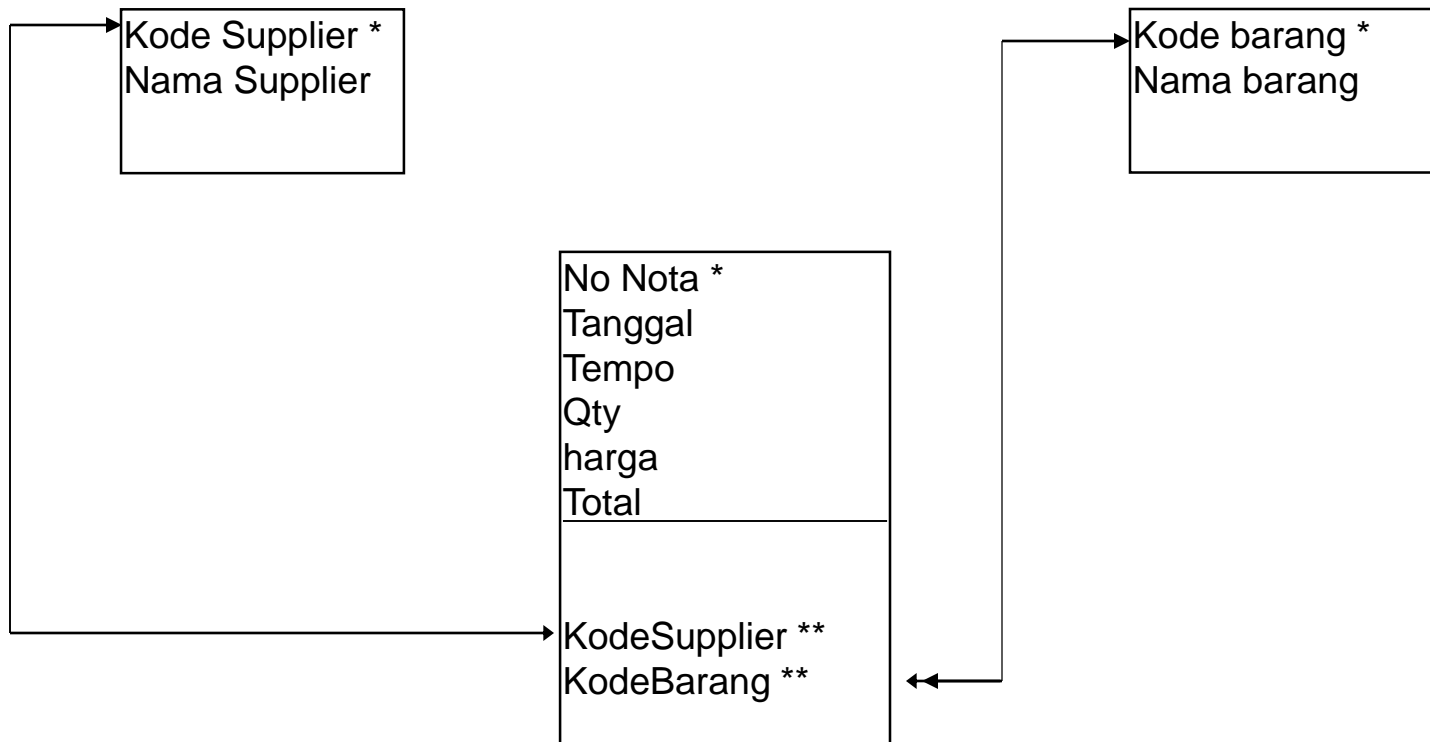 Kode Supplier *
Nama Supplier
Kode barang *
Nama barang
No Nota *
Tanggal
Tempo
Qty
harga
Total
KodeSupplier **
KodeBarang **